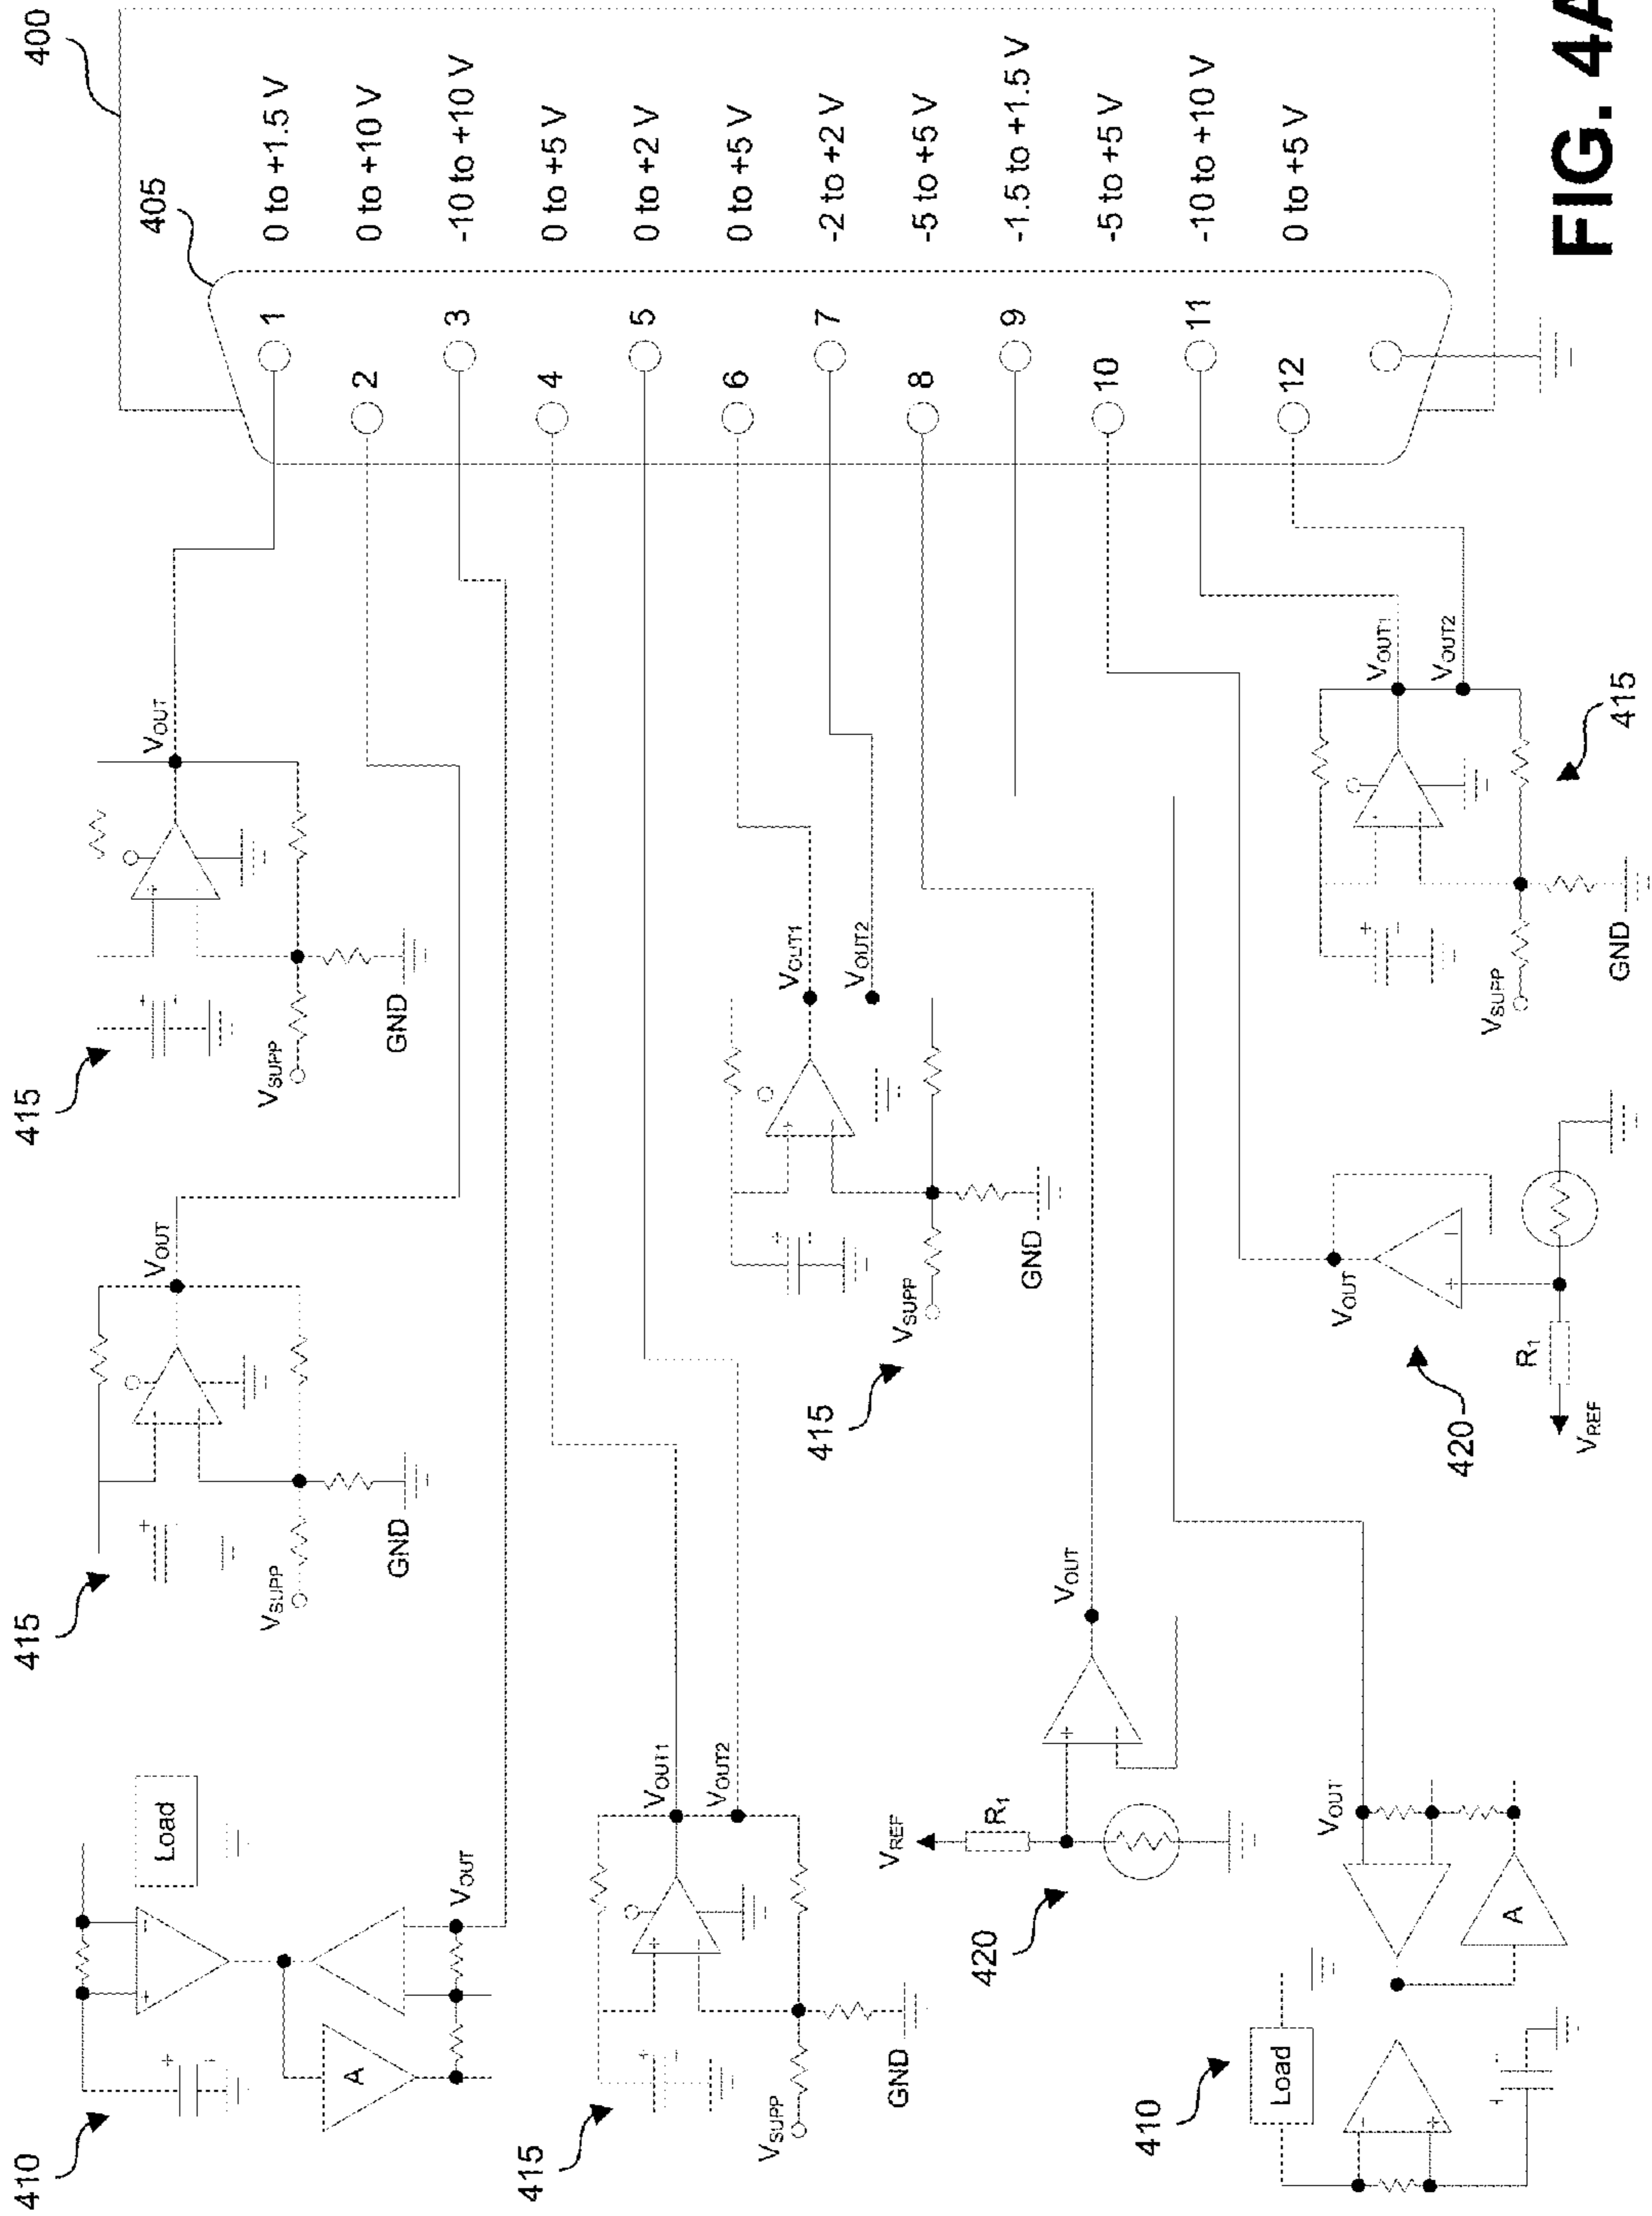 400
405
1 0 to +1.5 V
2 0 to +10 V
3 -10 to +10 V
4 0 to +5 V
5 0 to +2 V
6 0 to +5 V
7 -2 to +2 V
8 -5 to +5 V
9 -1.5 to +1.5 V
10 -5 to +5 V
11 -10 to +10 V
12 0 to +5 V
410
Load
A
VOUT
415
VOUT
VSUPP
GND
415
VOUT
VSUPP
GND
415
VOUT1
VOUT2
VSUPP
GND
415
VOUT1
VOUT2
VSUPP
GND
420
VREF
R1
VOUT
410
Load
A
VOUT
420
VREF
R1
VOUT
415
VOUT1
VOUT2
VSUPP
GND
FIG. 4A